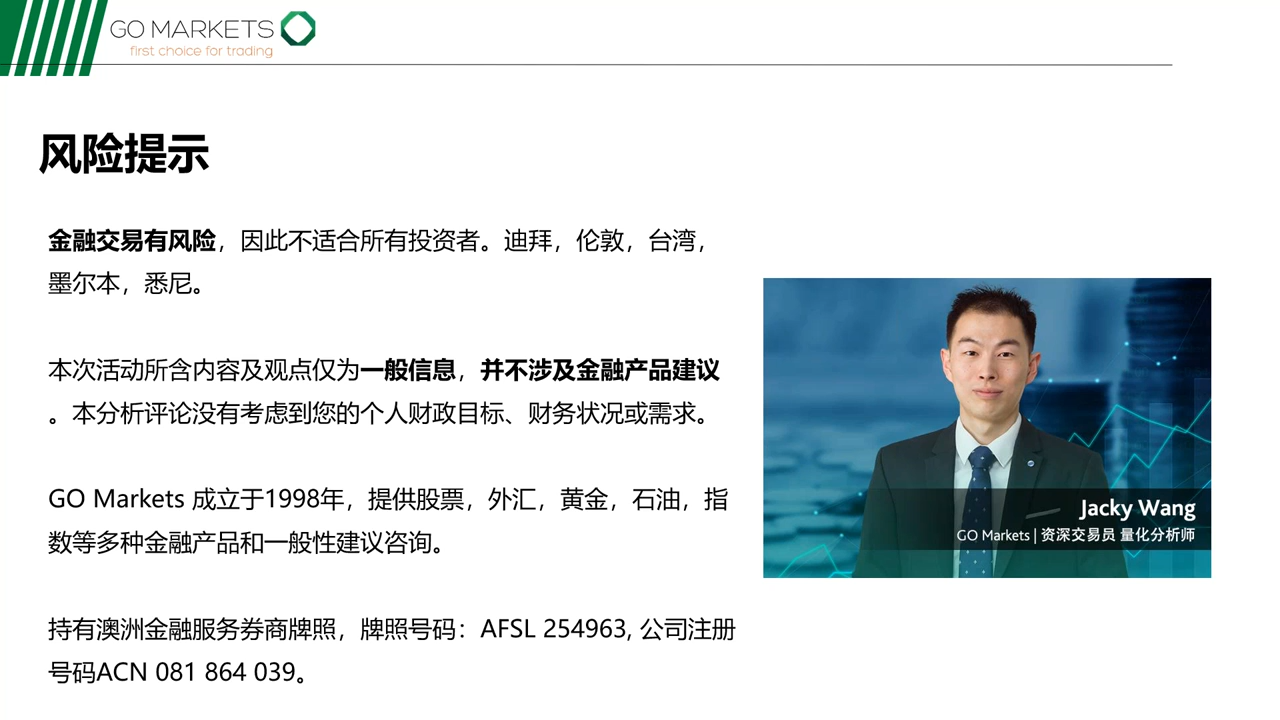 GO MARKETS
first choice for trading
风险提示
金融交易有风险，因此不适合所有投资者。迪拜，伦敦，台湾，
墨尔本，悉尼。
本次活动所含内容及观点仅为一般信息，并不涉及金融产品建议
。本分析评论没有考虑到您的个人财政目标、财务状况或需求。
GO Markets 成立于1998年，提供股票，外汇，黄金，石油，指
数等多种金融产品和一般性建议咨询。
持有澳洲金融服务券商牌照，牌照号码：AFSL 254963, 公司注册
号码ACN 081 864 039。
Jacky Wang
GO Markets | 资深交易员 量化分析师